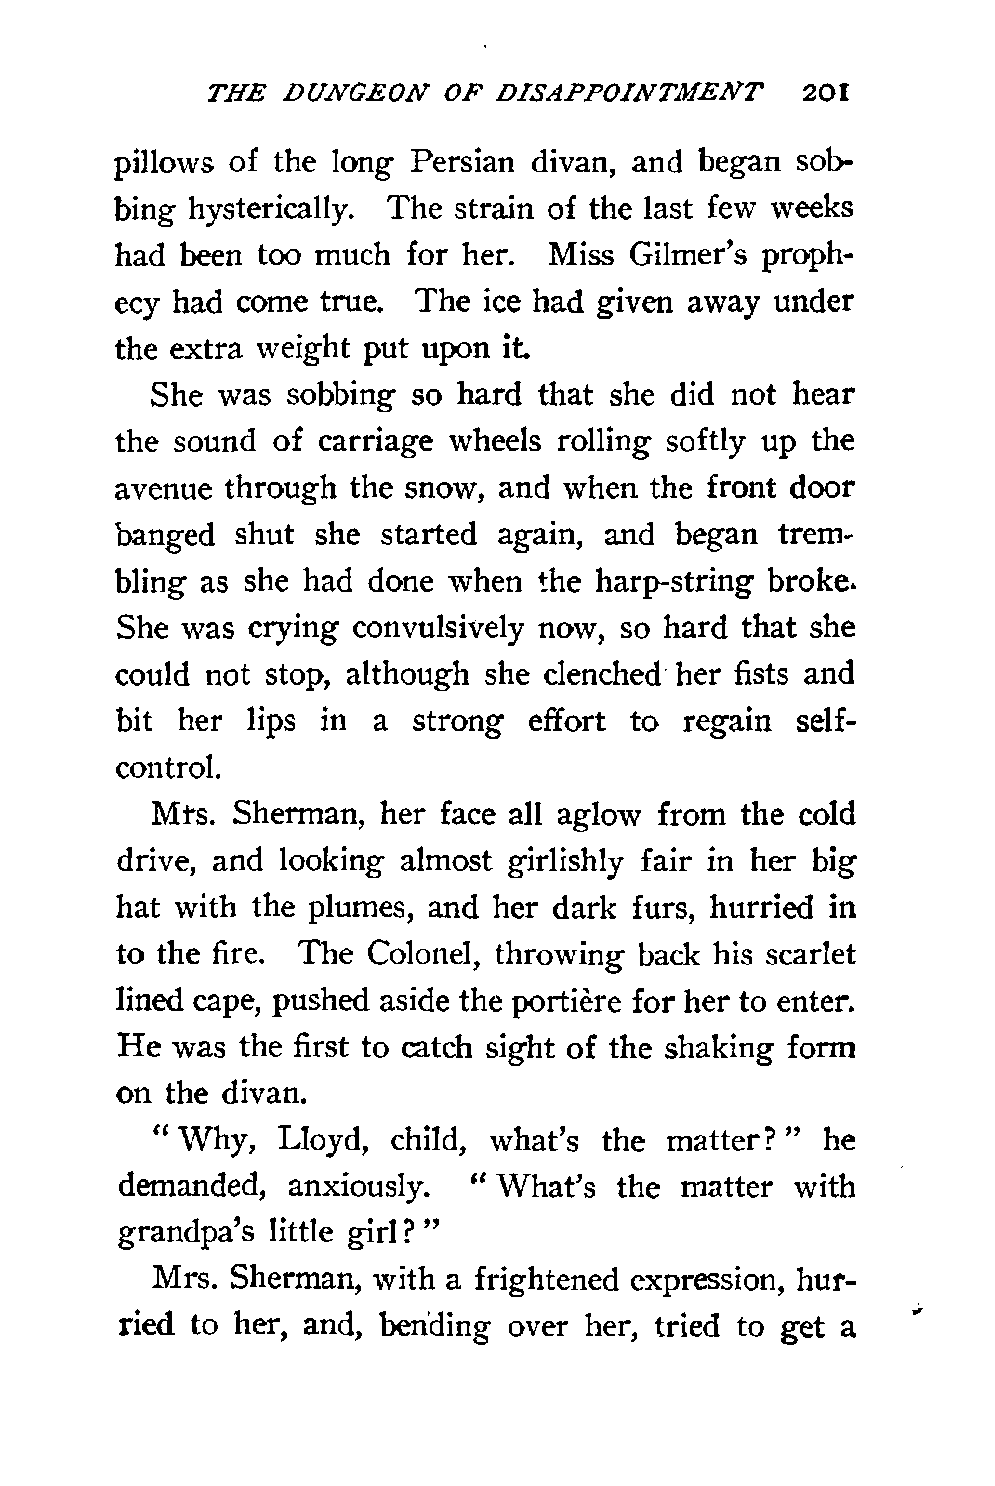 THE DUNGEON OF DISAPPOINTMENT 201
pillows of the long Persian divan, and began sob-
bing hysterically. The strain of the last few weeks
had been too much for her. Miss Gilmer's proph-
ecy had come true. The ice had given away under
the extra weight put upon it.
She was sobbing so hard that she did not hear
the sound of carriage wheels rolling softly up the
avenue through the snow, and when the front door
banged shut she started again, and began trem-
bling as she had done when the harp-string broke.
She was crying convulsively now, so hard that she
could not stop, although she clenched her fists and
bit her lips in a strong effort to regain self-
control.
Mrs. Sherman, her face all aglow from the cold
drive, and looking almost girlishly fair in her big
hat with the plumes, and her dark furs, hurried in
to the fire. The Colonel, throwing back his scarlet
lined cape, pushed aside the portière for her to enter.
He was the first to catch sight of the shaking form
on the divan.
" Why, Lloyd, child, what's the matter? " he
demanded, anxiously. " What's the matter with
grandpa's little girl? "
Mrs. Sherman, with a frightened expression, hur-
ried to her, and, bending over her, tried to get a